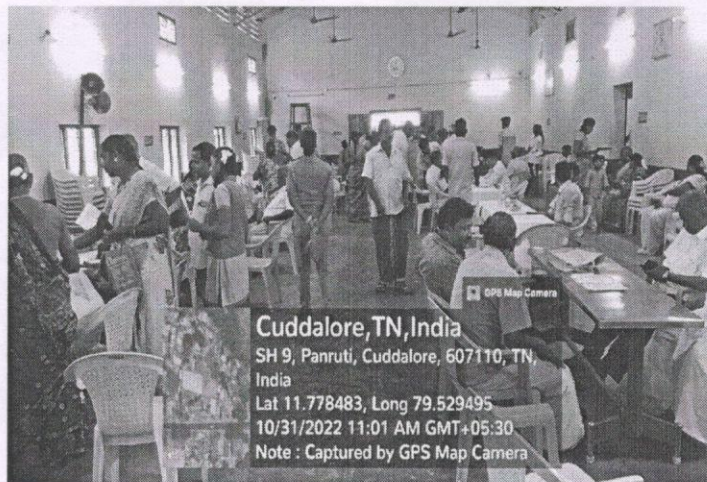 GPS Map Camera
Cuddalore,TN,India
SH 9, Panruti, Cuddalore, 607110, TN,
India
Lat 11.778483, Long 79.529495
10/31/2022 11:01 AM GMT+05:30
Note : Captured by GPS Map Camera